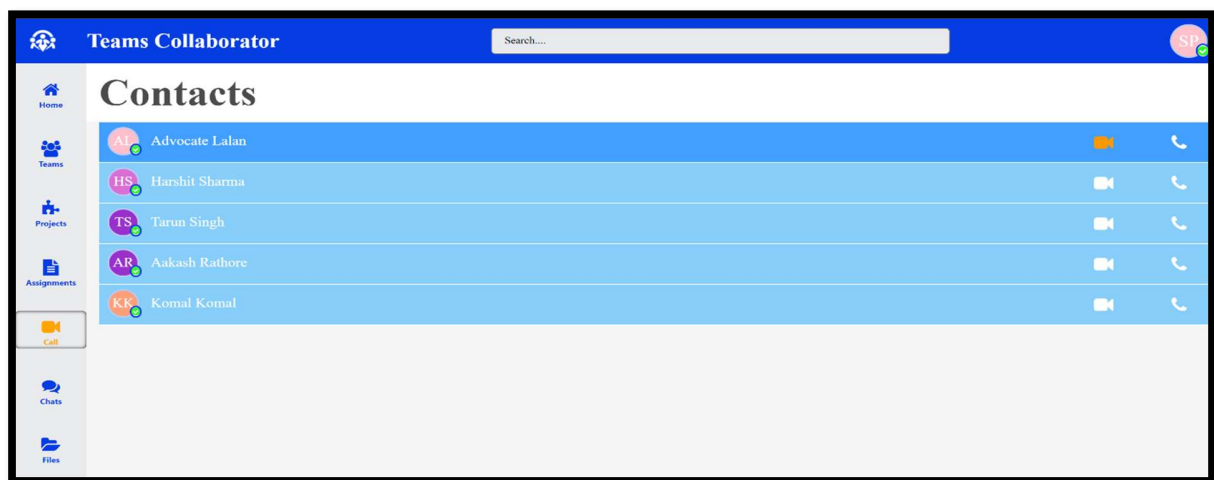 Teams Collaborator
Search....
SP
Home
Teams
Projects
Assignments
Call
Chats
Files
Contacts
AL Advocate Lalan
HS Harshit Sharma
TS Tarun Singh
AR Aakash Rathore
KK Komal Komal